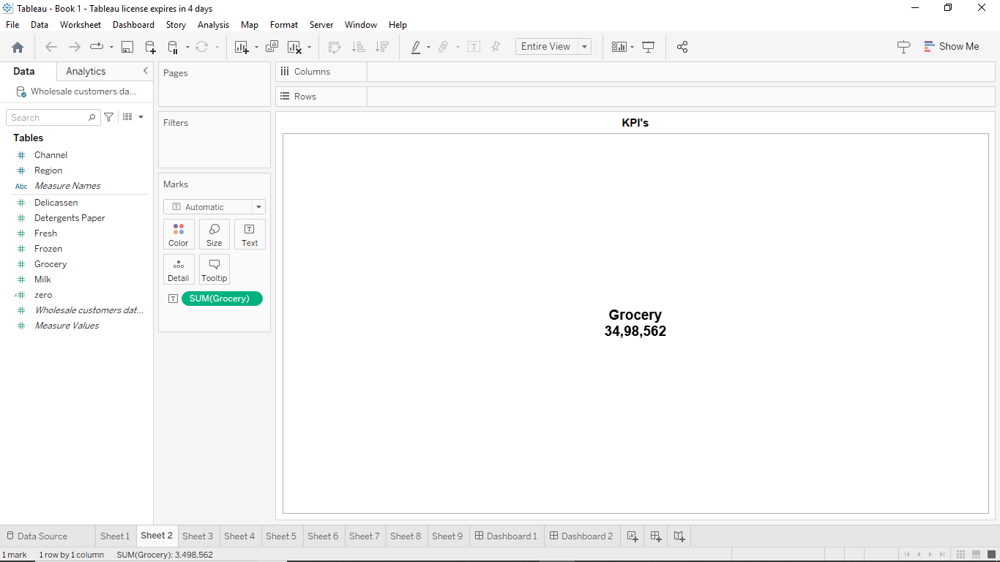 Tableau - Book 1 - Tableau license expires in 4 days
File Data Worksheet Dashboard Story Analysis Map Format Server Window Help
Entire View
Show Me
Data Analytics
Wholesale customers da...
Search
Tables
Channel
Region
Abc Measure Names
Delicassen
Detergents Paper
Fresh
Frozen
Grocery
Milk
zero
Wholesale customers dat...
Measure Values
Pages
Filters
Marks
T Automatic
Color Size T Text
Detail Tooltip
T SUM(Grocery)
Columns
Rows
KPI's
Grocery
34,98,562
Data Source Sheet 1 Sheet 2 Sheet 3 Sheet 4 Sheet 5 Sheet 6 Sheet 7 Sheet 8 Sheet 9 Dashboard 1 Dashboard 2
1 mark 1 row by 1 column SUM(Grocery): 3,498,562